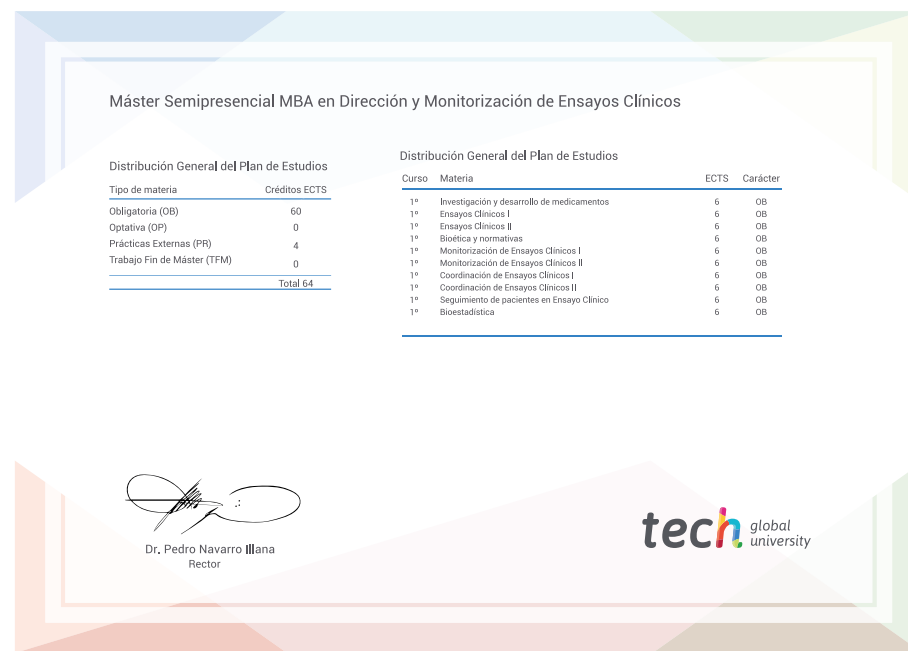 Máster Semipresencial MBA en Dirección y Monitorización de Ensayos Clínicos
Distribución General del Plan de Estudios
Tipo de materia Créditos ECTS
Obligatoria (OB) 60
Optativa (OP) 0
Prácticas Externas (PR) 4
Trabajo Fin de Máster (TFM) 0
Total 64
Distribución General del Plan de Estudios
Curso Materia ECTS Carácter
1º Investigación y desarrollo de medicamentos 6 OB
1º Ensayos Clínicos I 6 OB
1º Ensayos Clínicos II 6 OB
1º Bioética y normativas 6 OB
1º Monitorización de Ensayos Clínicos I 6 OB
1º Monitorización de Ensayos Clínicos II 6 OB
1º Coordinación de Ensayos Clínicos I 6 OB
1º Coordinación de Ensayos Clínicos II 6 OB
1º Seguimiento de pacientes en Ensayo Clínico 6 OB
1º Bioestadística 6 OB
Dr. Pedro Navarro Illana
Rector
tech global
university